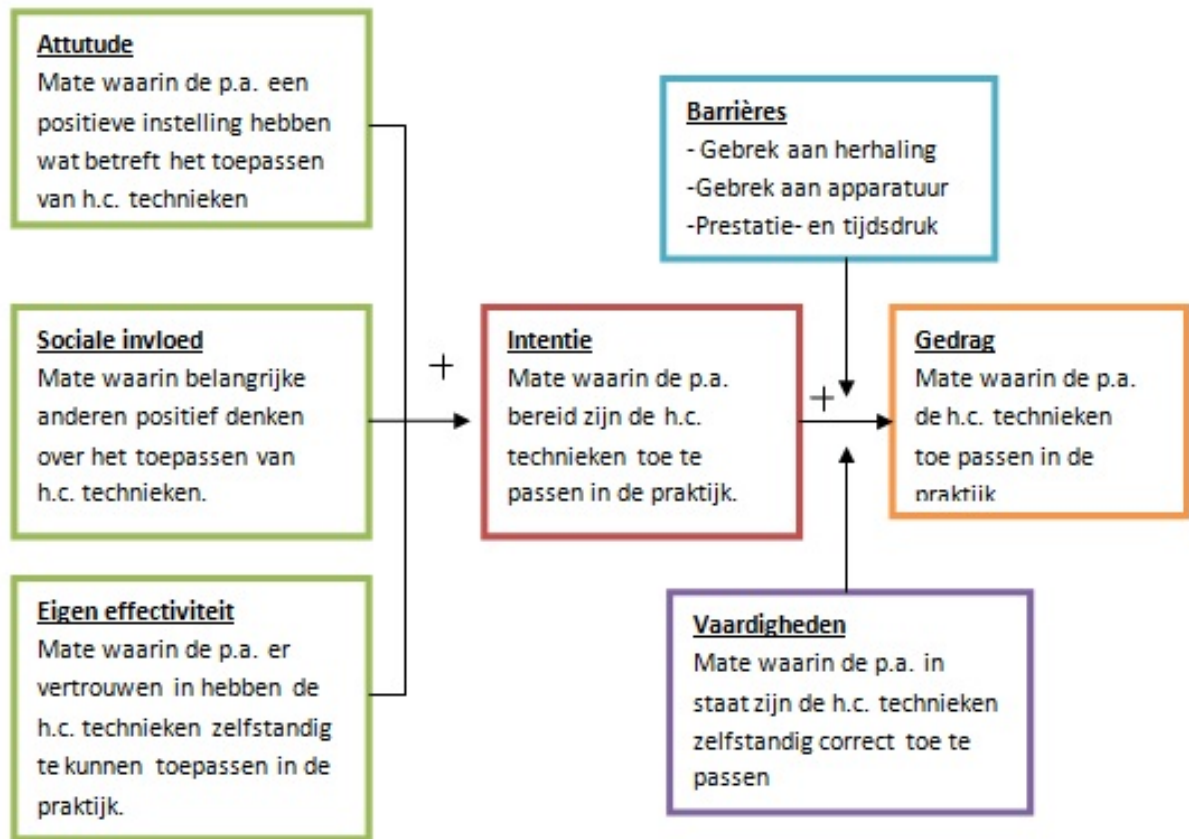 Attutude
Mate waarin de p.a. een
positieve instelling hebben
wat betreft het toepassen
van h.c. technieken
Sociale invloed
Mate waarin belangrijke
anderen positief denken
over het toepassen van
h.c. technieken.
Eigen effectiviteit
Mate waarin de p.a. er
vertrouwen in hebben de
h.c. technieken zelfstandig
te kunnen toepassen in de
praktijk.
+
Intentie
Mate waarin de p.a.
bereid zijn de h.c.
technieken toe te
passen in de praktijk.
Barrières
- Gebrek aan herhaling
-Gebrek aan apparatuur
-Prestatie- en tijdsdruk
+
Vaardigheden
Mate waarin de p.a. in
staat zijn de h.c. technieken
zelfstandig correct toe te
passen
Gedrag
Mate waarin de p.a.
de h.c. technieken
toe passen in de
praktijk